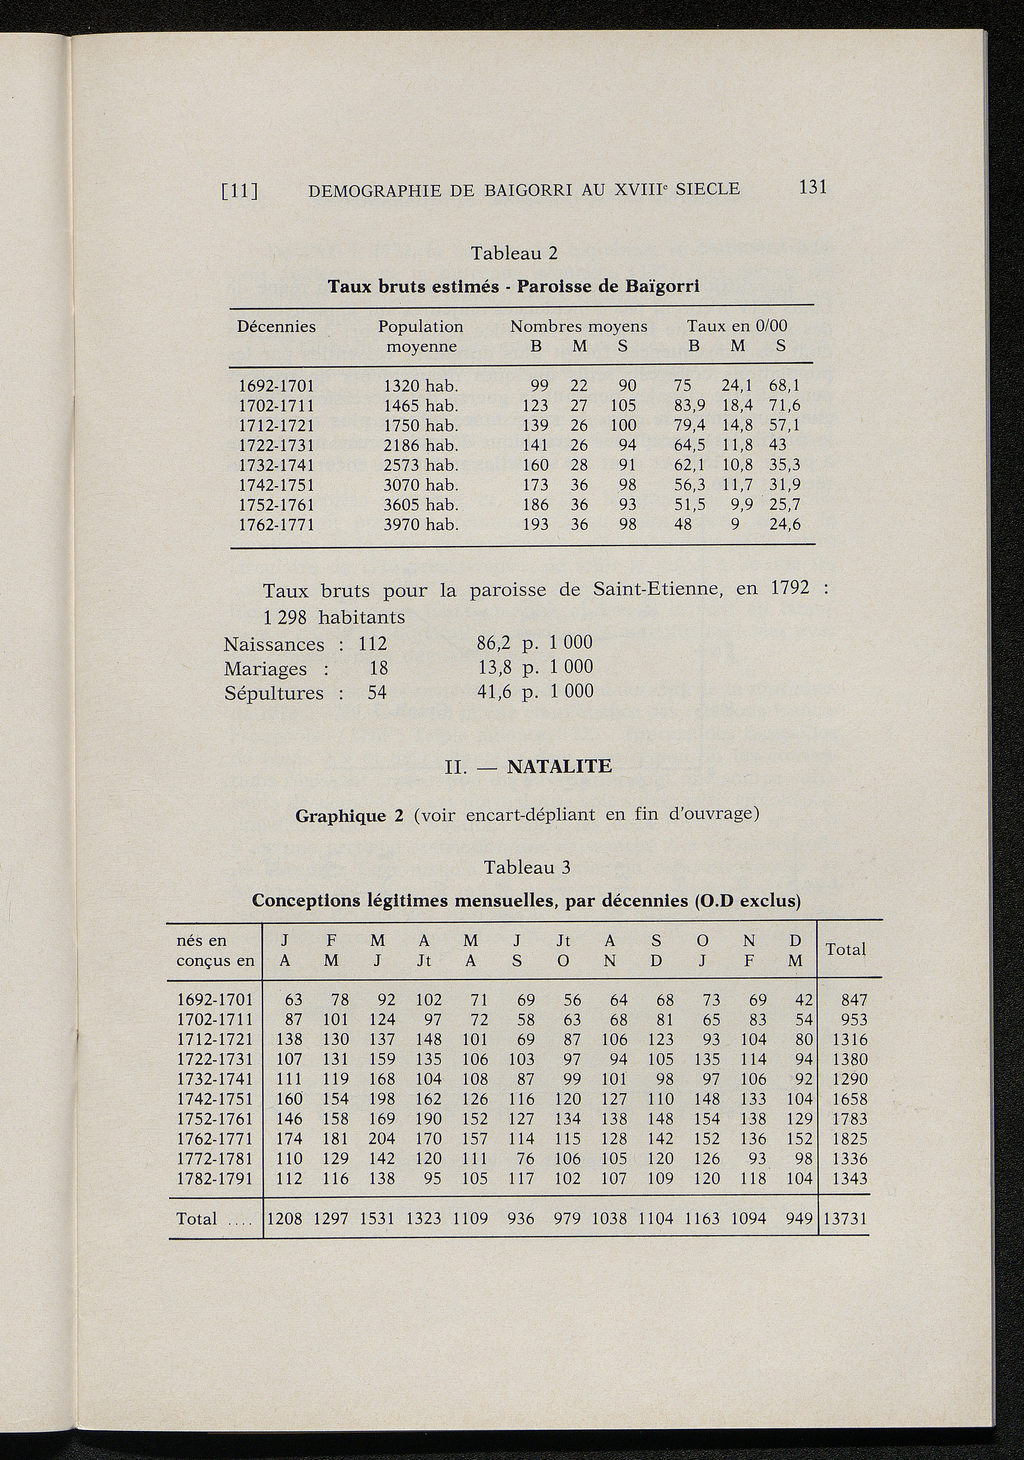 [11] DEMOGRAPHIE DE BAIGORRI AU XVIIIe SIECLE 131
Tableau 2
Taux bruts estimés - Paroisse de Baïgorri
Décennies Population Nombres moyens Taux en 0/00
moyenne B M S B M S
1692-1701 1320 hab. 99 22 90 75 24,1 68,1
1702-1711 1465 hab. 123 27 105 83,9 18,4 71,6
1712-1721 1750 hab. 139 26 100 79,4 14,8 57,1
1722-1731 2186 hab. 141 26 94 64,5 11,8 43
1732-1741 2573 hab. 160 28 91 62,1 10,8 35,3
1742-1751 3070 hab. 173 36 98 56,3 11,7 31,9
1752-1761 3605 hab. 186 36 93 51,5 9,9 25,7
1762-1771 3970 hab. 193 36 98 48 9 24,6
Taux bruts pour la paroisse de Saint-Etienne, en 1792 :
1 298 habitants
Naissances : 112 86,2 p. 1 000
Mariages : 18 13,8 p. 1 000
Sépultures : 54 41,6 p. 1 000
II. — NATALITE
Graphique 2 (voir encart-dépliant en fin d'ouvrage)
Tableau 3
Conceptions légitimes mensuelles, par décennies (O.D exclus)
nés en J F M A M J Jt A S O N D Total
conçus en A M J Jt A S O N D J F M
1692-1701 63 78 92 102 71 69 56 64 68 73 69 42 847
1702-1711 87 101 124 97 72 58 63 68 81 65 83 54 953
1712-1721 138 130 137 148 101 69 87 106 123 93 104 80 1316
1722-1731 107 131 159 135 106 103 97 94 105 135 114 94 1380
1732-1741 111 119 168 104 108 87 99 101 98 97 106 92 1290
1742-1751 160 154 198 162 126 116 120 127 110 148 133 104 1658
1752-1761 146 158 169 190 152 127 134 138 148 154 138 129 1783
1762-1771 174 181 204 170 157 114 115 128 142 152 136 152 1825
1772-1781 110 129 142 120 111 76 106 105 120 126 93 98 1336
1782-1791 112 116 138 95 105 117 102 107 109 120 118 104 1343
Total .... 1208 1297 1531 1323 1109 936 979 1038 1104 1163 1094 949 13731